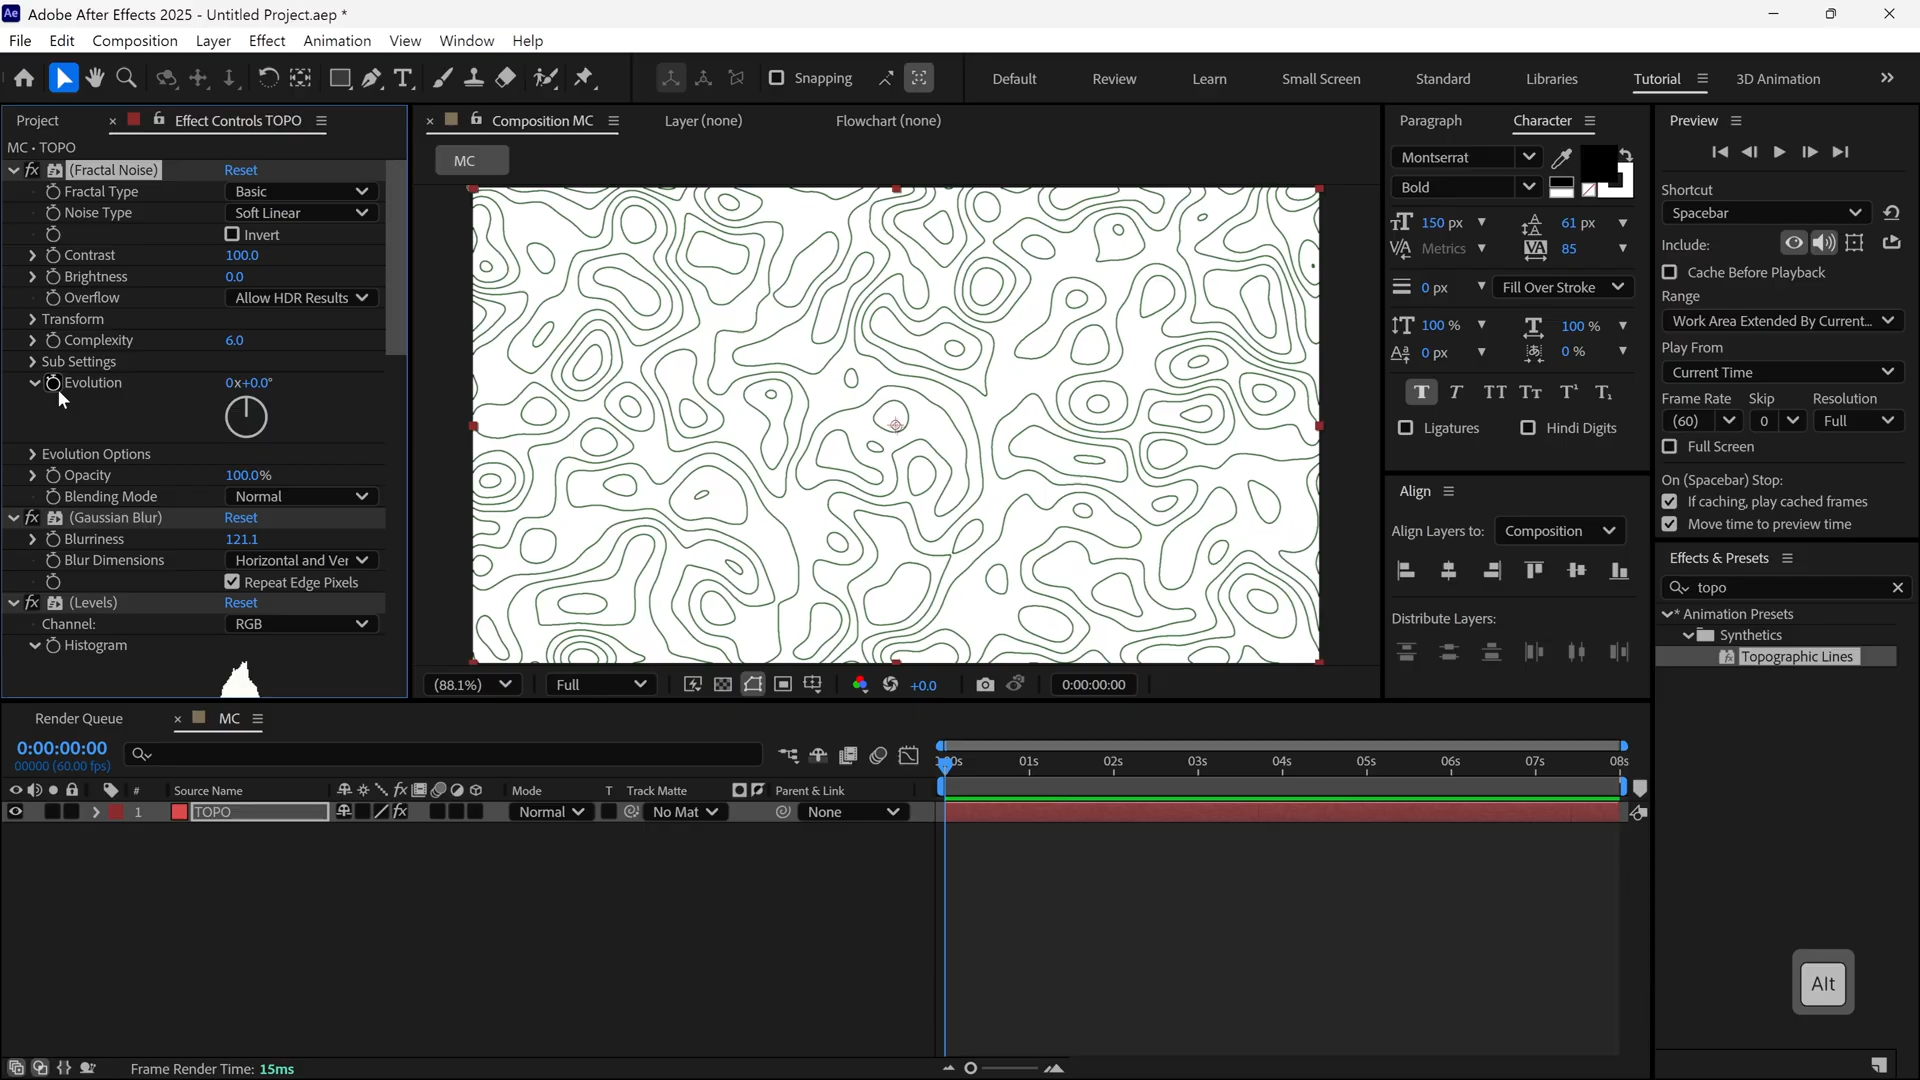 Ae Adobe After Effects 2025 - Untitled Project.aep *
File Edit Composition Layer Effect Animation View Window Help
Snapping Default Review Learn Small Screen Standard Libraries Tutorial 3D Animation
Project Effect Controls TOPO
MC • TOPO
fx (Fractal Noise) Reset
Fractal Type Basic
Noise Type Soft Linear
Invert
Contrast 100.0
Brightness 0.0
Overflow Allow HDR Results
Transform
Complexity 6.0
Sub Settings
Evolution 0x+0.0°
Evolution Options
Opacity 100.0%
Blending Mode Normal
fx (Gaussian Blur) Reset
Blurriness 121.1
Blur Dimensions Horizontal and Ver
Repeat Edge Pixels
fx (Levels) Reset
Channel: RGB
Histogram
Composition MC Layer (none) Flowchart (none)
MC
(88.1%) Full +0.0 0:00:00:00
Paragraph Character
Montserrat
Bold
150 px 61 px
Metrics 85
0 px Fill Over Stroke
100 % 100 %
0 px 0 %
Ligatures Hindi Digits
Align
Align Layers to: Composition
Distribute Layers:
Preview
Shortcut
Spacebar
Include:
Cache Before Playback
Range
Work Area Extended By Current...
Play From
Current Time
Frame Rate Skip Resolution
(60) 0 Full
Full Screen
On (Spacebar) Stop:
If caching, play cached frames
Move time to preview time
Effects & Presets
topo
* Animation Presets
Synthetics
Topographic Lines
Alt
Render Queue MC
0:00:00:00
00000 (60.00 fps)
00s 01s 02s 03s 04s 05s 06s 07s 08s
# Source Name fx Mode T Track Matte Parent & Link
1 TOPO fx Normal No Mat None
Frame Render Time: 15ms